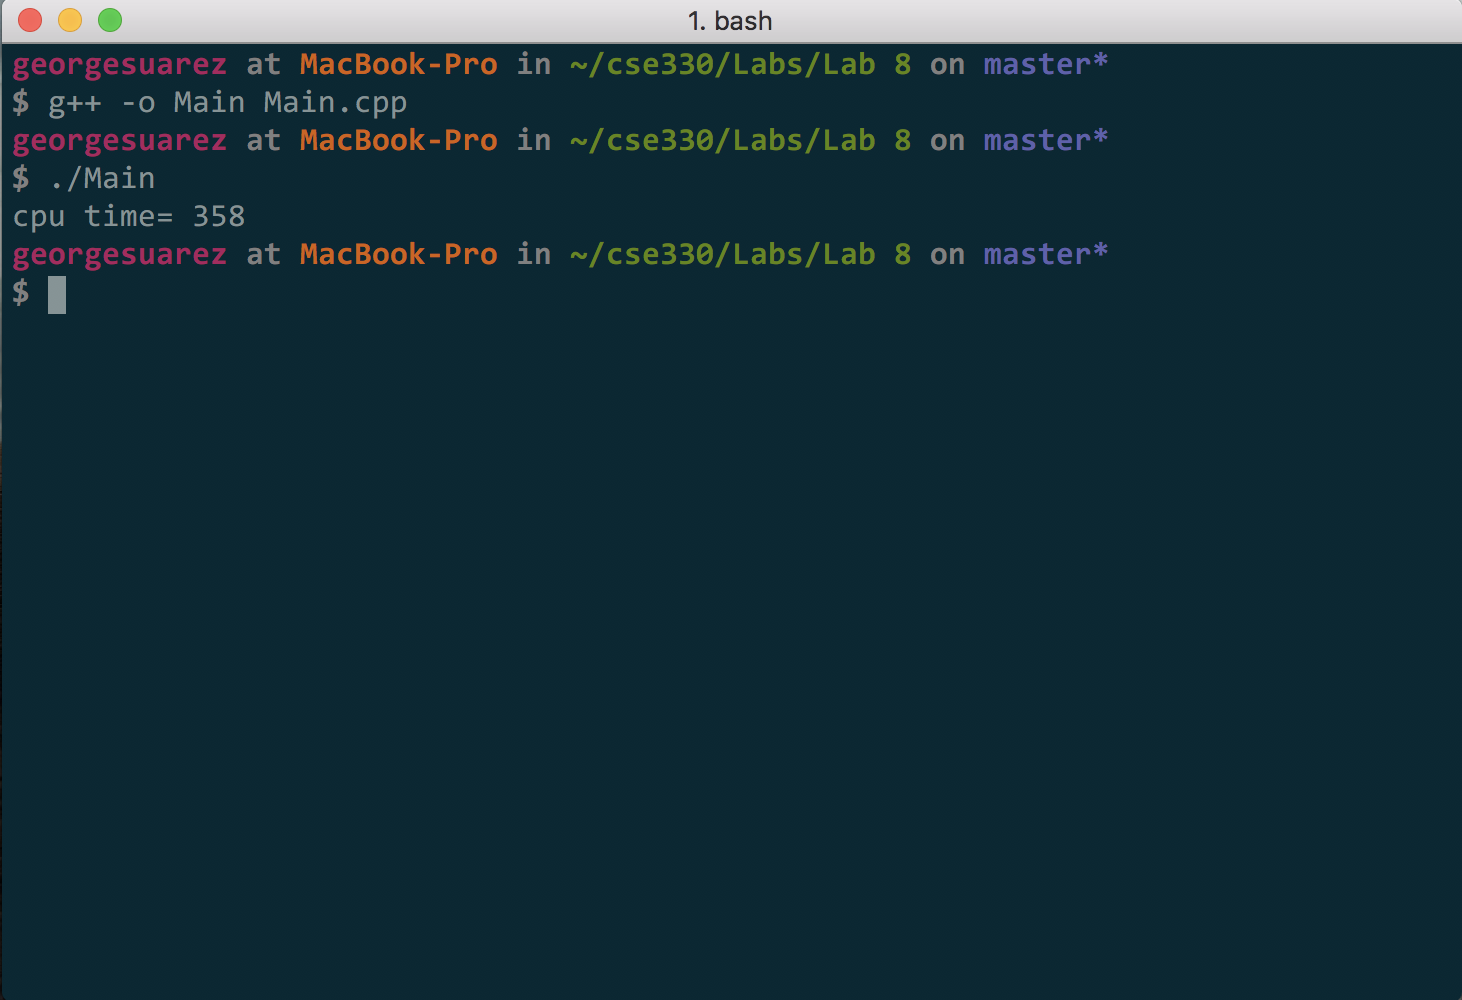 1. bash
georgesuarez at MacBook-Pro in ~/cse330/Labs/Lab 8 on master*
$ g++ -o Main Main.cpp
georgesuarez at MacBook-Pro in ~/cse330/Labs/Lab 8 on master*
$ ./Main
cpu time= 358
georgesuarez at MacBook-Pro in ~/cse330/Labs/Lab 8 on master*
$